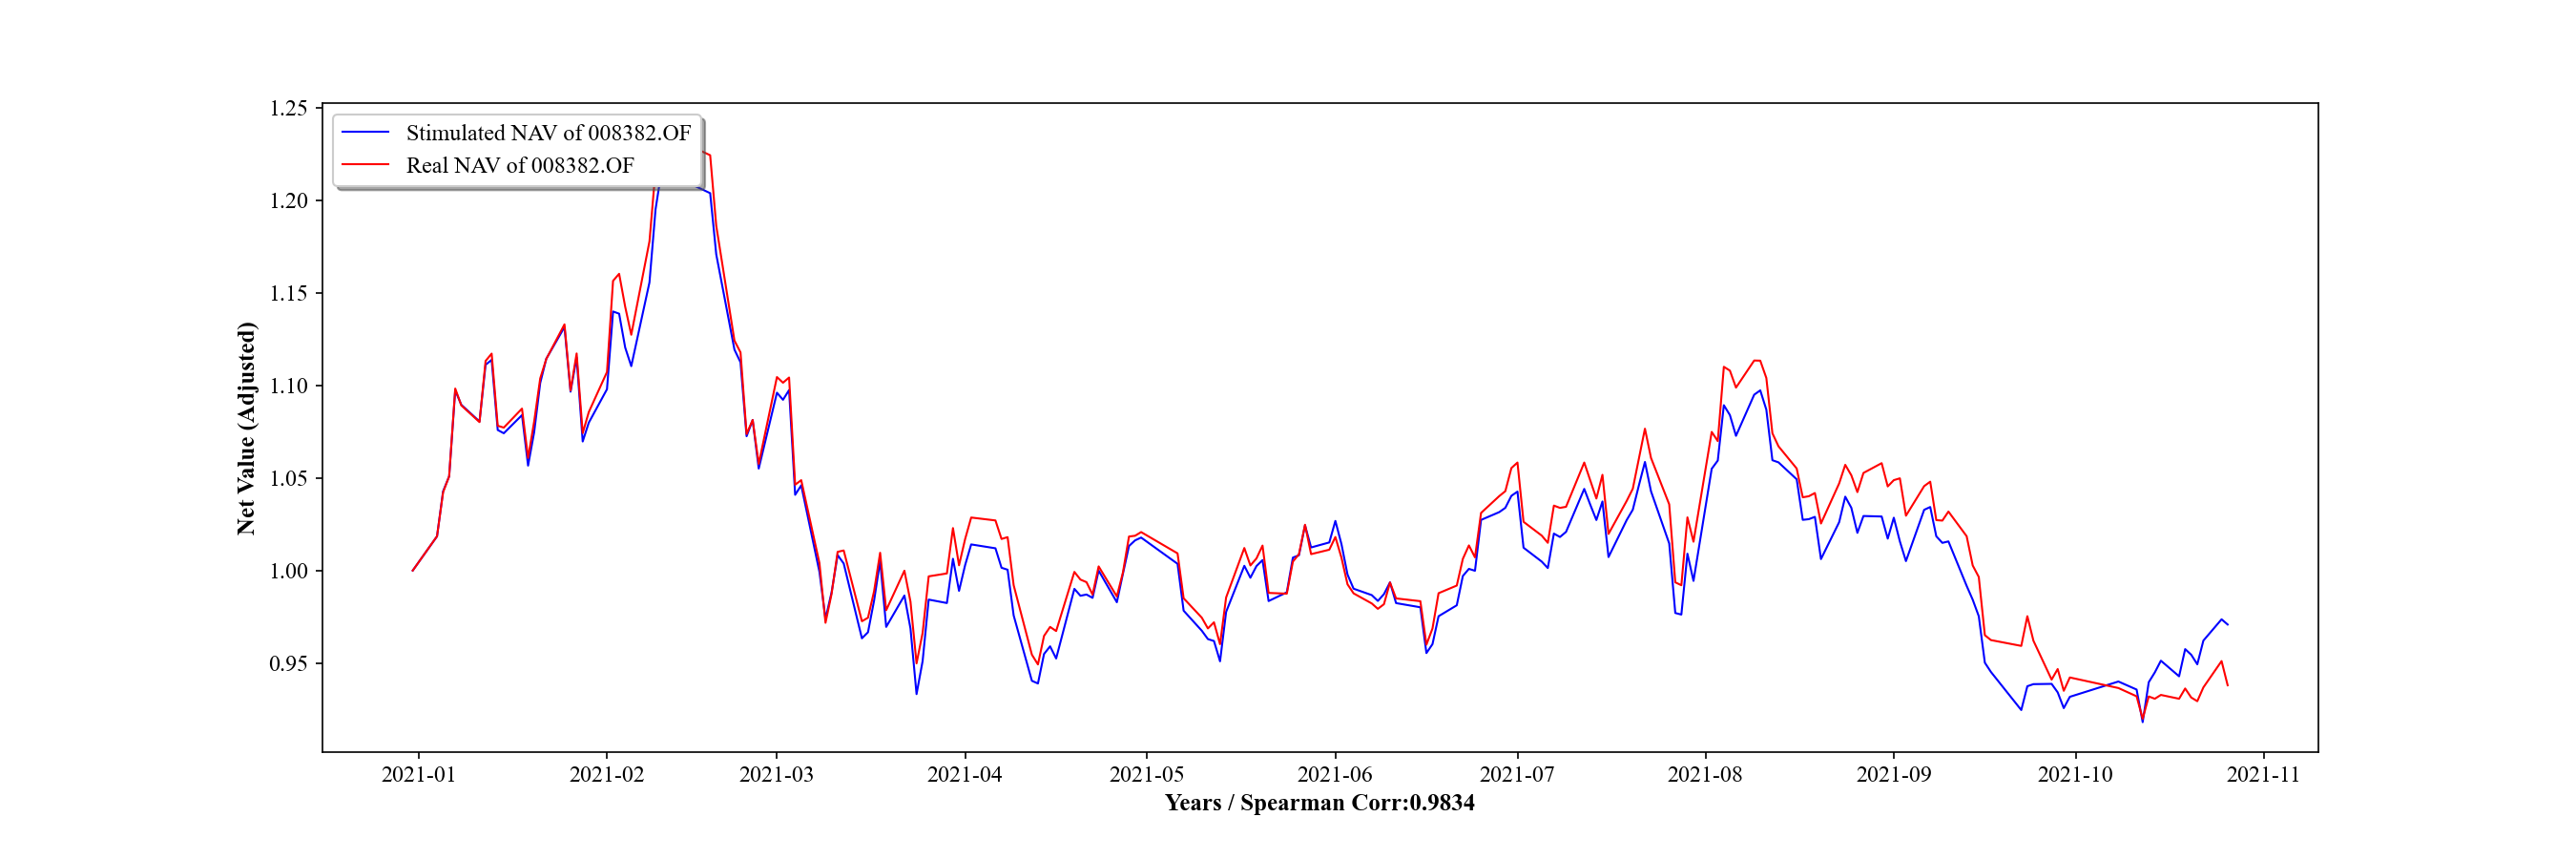 1.25
1.20
1.15
1.10
1.05
1.00
0.95
Net Value (Adjusted)
Stimulated NAV of 008382.OF
Real NAV of 008382.OF
2021-01 2021-02 2021-03 2021-04 2021-05 2021-06 2021-07 2021-08 2021-09 2021-10 2021-11
Years / Spearman Corr:0.9834